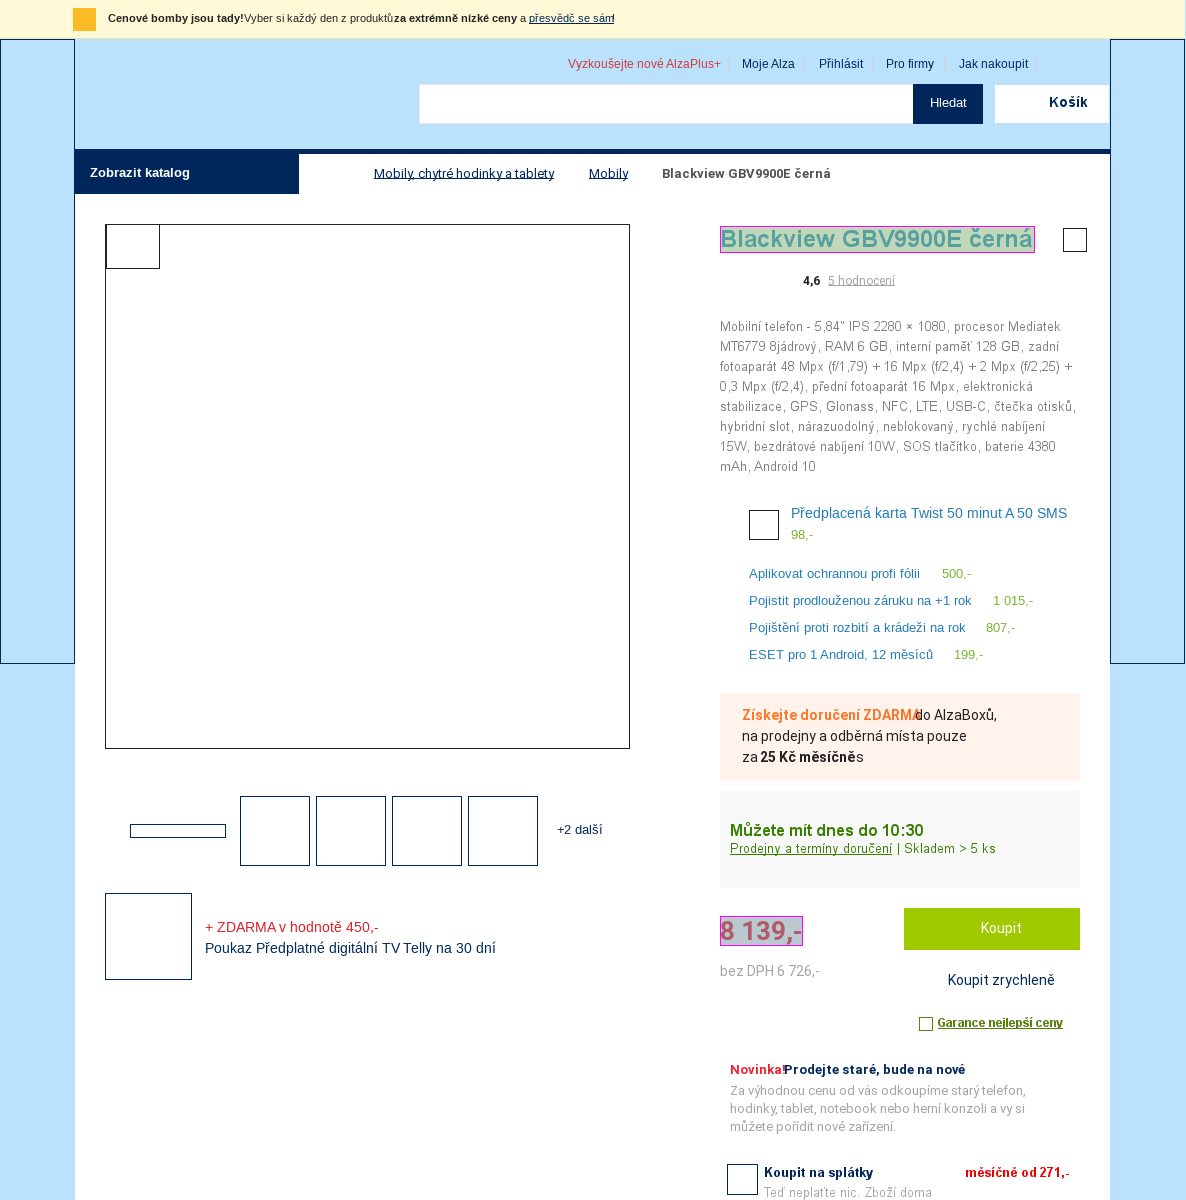 Cenové bomby jsou tady! Vyber si každý den z produktů za extrémně nízké ceny a přesvědč se sám!
Vyzkoušejte nové AlzaPlus+
Moje Alza
Přihlásit
Pro firmy
Jak nakoupit
Hledat
Košík
Zobrazit katalog
Mobily, chytré hodinky a tablety
Mobily
Blackview GBV9900E černá
Blackview GBV9900E černá
4,6 5 hodnocení
Mobilní telefon - 5,84" IPS 2280 × 1080, procesor Mediatek
MT6779 8jádrový, RAM 6 GB, interní paměť 128 GB, zadní
fotoaparát 48 Mpx (f/1,79) + 16 Mpx (f/2,4) + 2 Mpx (f/2,25) +
0,3 Mpx (f/2,4), přední fotoaparát 16 Mpx, elektronická
stabilizace, GPS, Glonass, NFC, LTE, USB-C, čtečka otisků,
hybridní slot, nárazuodolný, neblokovaný, rychlé nabíjení
15W, bezdrátové nabíjení 10W, SOS tlačítko, baterie 4380
mAh, Android 10
Předplacená karta Twist 50 minut A 50 SMS
98,-
Aplikovat ochrannou profi fólii 500,-
Pojistit prodlouženou záruku na +1 rok 1 015,-
Pojištění proti rozbití a krádeži na rok 807,-
ESET pro 1 Android, 12 měsíců 199,-
Získejte doručení ZDARMA do AlzaBoxů,
na prodejny a odběrná místa pouze
za 25 Kč měsíčně s
Můžete mít dnes do 10:30
Prodejny a termíny doručení | Skladem > 5 ks
+2 další
+ ZDARMA v hodnotě 450,-
Poukaz Předplatné digitální TV Telly na 30 dní
8 139,-
bez DPH 6 726,-
Koupit
Koupit zrychleně
Garance nejlepší ceny
Novinka! Prodejte staré, bude na nové
Za výhodnou cenu od vás odkoupíme starý telefon,
hodinky, tablet, notebook nebo herní konzoli a vy si
můžete pořídit nové zařízení.
Koupit na splátky
měsíčně od 271,-
Teď neplaťte nic. Zboží doma